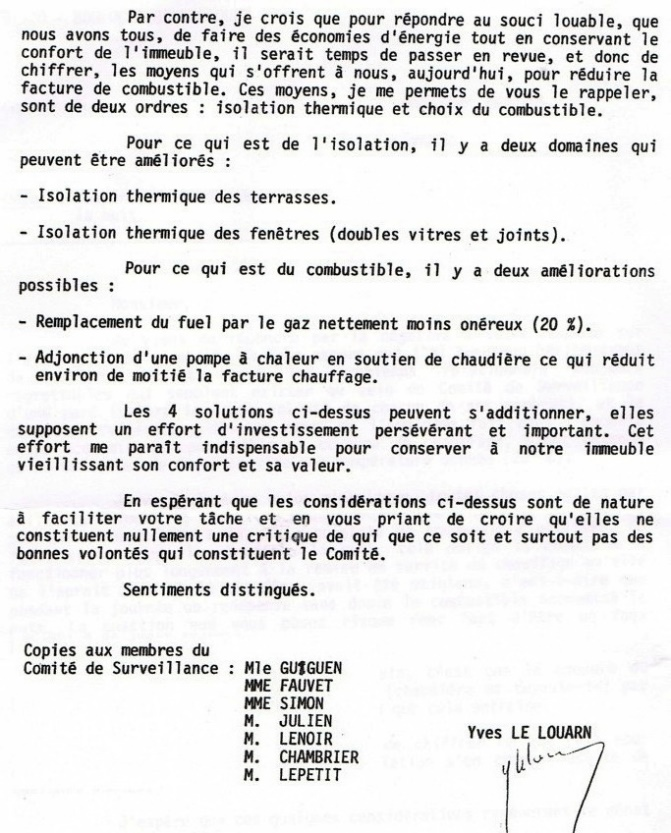 Par contre, je crois que pour répondre au souci louable, que
nous avons tous, de faire des économies d'énergie tout en conservant le
confort de l'immeuble, il serait temps de passer en revue, et donc de
chiffrer, les moyens qui s'offrent à nous, aujourd'hui, pour réduire la
facture de combustible. Ces moyens, je me permets de vous le rappeler,
sont de deux ordres : isolation thermique et choix du combustible.
Pour ce qui est de l'isolation, il y a deux domaines qui
peuvent être améliorés :
- Isolation thermique des terrasses.
- Isolation thermique des fenêtres (doubles vitres et joints).
Pour ce qui est du combustible, il y a deux améliorations
possibles :
- Remplacement du fuel par le gaz nettement moins onéreux (20 %).
- Adjonction d'une pompe à chaleur en soutien de chaudière ce qui réduit
environ de moitié la facture chauffage.
Les 4 solutions ci-dessus peuvent s'additionner, elles
supposent un effort d'investissement persévérant et important. Cet
effort me paraît indispensable pour conserver à notre immeuble
vieillissant son confort et sa valeur.
En espérant que les considérations ci-dessus sont de nature
à faciliter votre tâche et en vous priant de croire qu'elles ne
constituent nullement une critique de qui que ce soit et surtout pas des
bonnes volontés qui constituent le Comité.
Sentiments distingués.
Copies aux membres du
Comité de Surveillance : Mle GUIGUEN
MME FAUVET
MME SIMON
M. JULIEN
M. LENOIR
M. CHAMBRIER
M. LEPETIT
Yves LE LOUARN